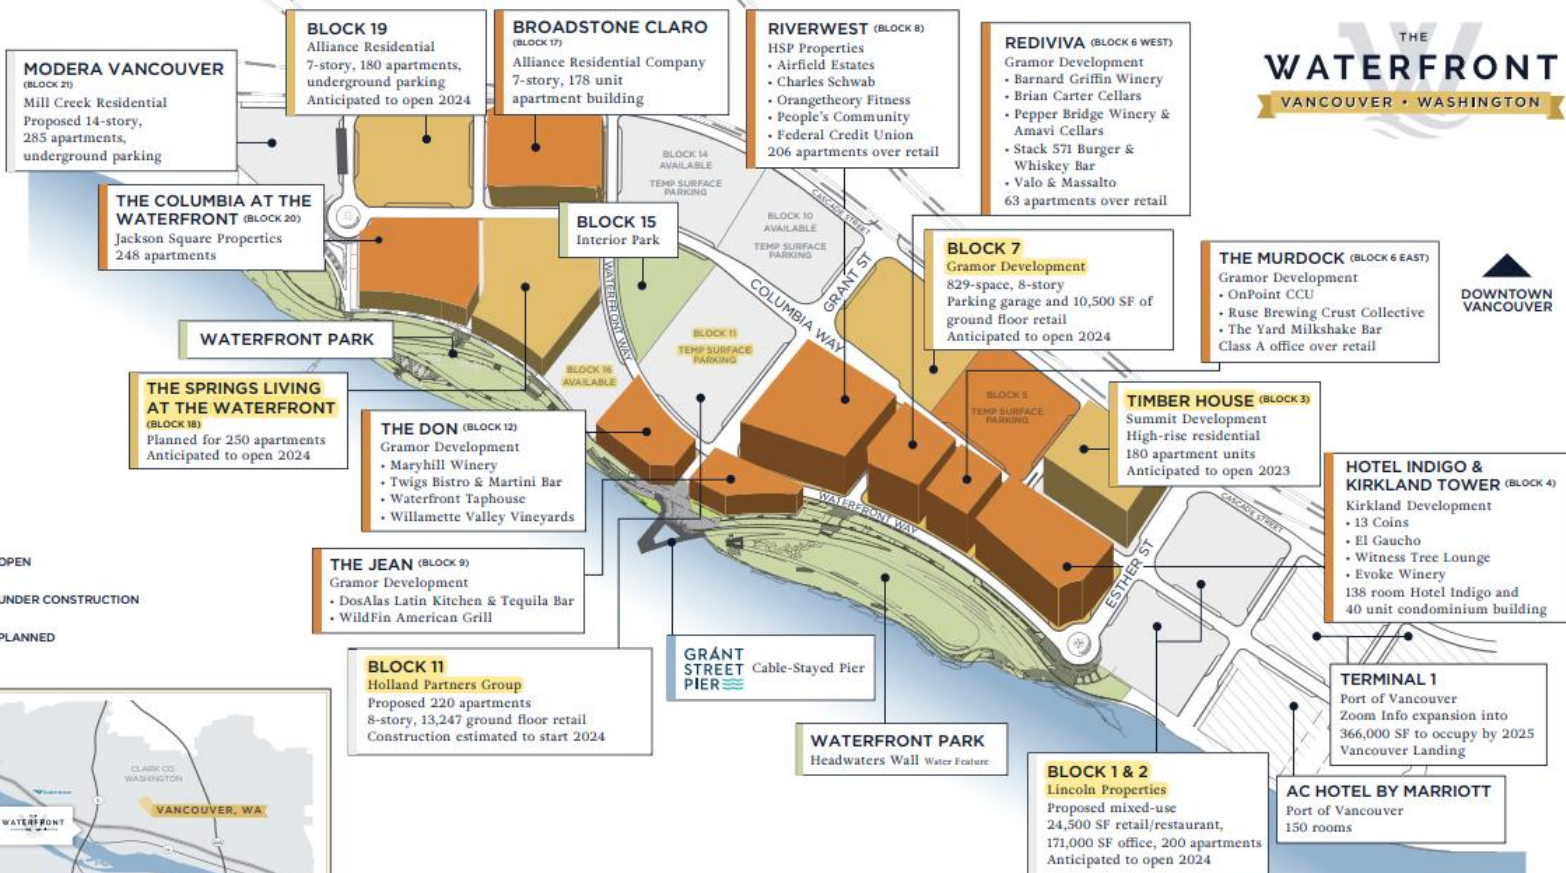 THE
WATERFRONT
VANCOUVER • WASHINGTON
MODERA VANCOUVER
(BLOCK 21)
Mill Creek Residential
Proposed 14-story,
285 apartments,
underground parking
BLOCK 19
Alliance Residential
7-story, 180 apartments,
underground parking
Anticipated to open 2024
BROADSTONE CLARO
(BLOCK 17)
Alliance Residential Company
7-story, 178 unit
apartment building
RIVERWEST (BLOCK 8)
HSP Properties
• Airfield Estates
• Charles Schwab
• Orangetheory Fitness
• People's Community
• Federal Credit Union
206 apartments over retail
REDIVIVA (BLOCK 6 WEST)
Gramor Development
• Barnard Griffin Winery
• Brian Carter Cellars
• Pepper Bridge Winery &
Amavi Cellars
• Stack 571 Burger &
Whiskey Bar
• Valo & Massalto
63 apartments over retail
THE COLUMBIA AT THE
WATERFRONT (BLOCK 20)
Jackson Square Properties
248 apartments
BLOCK 15
Interior Park
BLOCK 14
AVAILABLE
TEMP SURFACE
PARKING
BLOCK 10
AVAILABLE
TEMP SURFACE
PARKING
CASCADE STREET
GRANT ST
COLUMBIA WAY
WATERFRONT WAY
BLOCK 7
Gramor Development
829-space, 8-story
Parking garage and 10,500 SF of
ground floor retail
Anticipated to open 2024
THE MURDOCK (BLOCK 6 EAST)
Gramor Development
• OnPoint CCU
• Ruse Brewing Crust Collective
• The Yard Milkshake Bar
Class A office over retail
DOWNTOWN
VANCOUVER
WATERFRONT PARK
BLOCK 11
TEMP SURFACE
PARKING
BLOCK 16
AVAILABLE
THE SPRINGS LIVING
AT THE WATERFRONT
(BLOCK 18)
Planned for 250 apartments
Anticipated to open 2024
THE DON (BLOCK 12)
Gramor Development
• Maryhill Winery
• Twigs Bistro & Martini Bar
• Waterfront Taphouse
• Willamette Valley Vineyards
BLOCK 5
TEMP SURFACE
PARKING
TIMBER HOUSE (BLOCK 3)
Summit Development
High-rise residential
180 apartment units
Anticipated to open 2023
HOTEL INDIGO &
KIRKLAND TOWER (BLOCK 4)
Kirkland Development
• 13 Coins
• El Gaucho
• Witness Tree Lounge
• Evoke Winery
138 room Hotel Indigo and
40 unit condominium building
WATERFRONT WAY
CASCADE STREET
ESTHER ST
THE JEAN (BLOCK 9)
Gramor Development
• DosAlas Latin Kitchen & Tequila Bar
• WildFin American Grill
OPEN
UNDER CONSTRUCTION
PLANNED
BLOCK 11
Holland Partners Group
Proposed 220 apartments
8-story, 13,247 ground floor retail
Construction estimated to start 2024
GRANT
STREET
PIER
Cable-Stayed Pier
WATERFRONT PARK
Headwaters Wall Water Feature
TERMINAL 1
Port of Vancouver
Zoom Info expansion into
366,000 SF to occupy by 2025
Vancouver Landing
BLOCK 1 & 2
Lincoln Properties
Proposed mixed-use
24,500 SF retail/restaurant,
171,000 SF office, 200 apartments
Anticipated to open 2024
AC HOTEL BY MARRIOTT
Port of Vancouver
150 rooms
CLARK CO.
WASHINGTON
VANCOUVER, WA
WATERFRONT